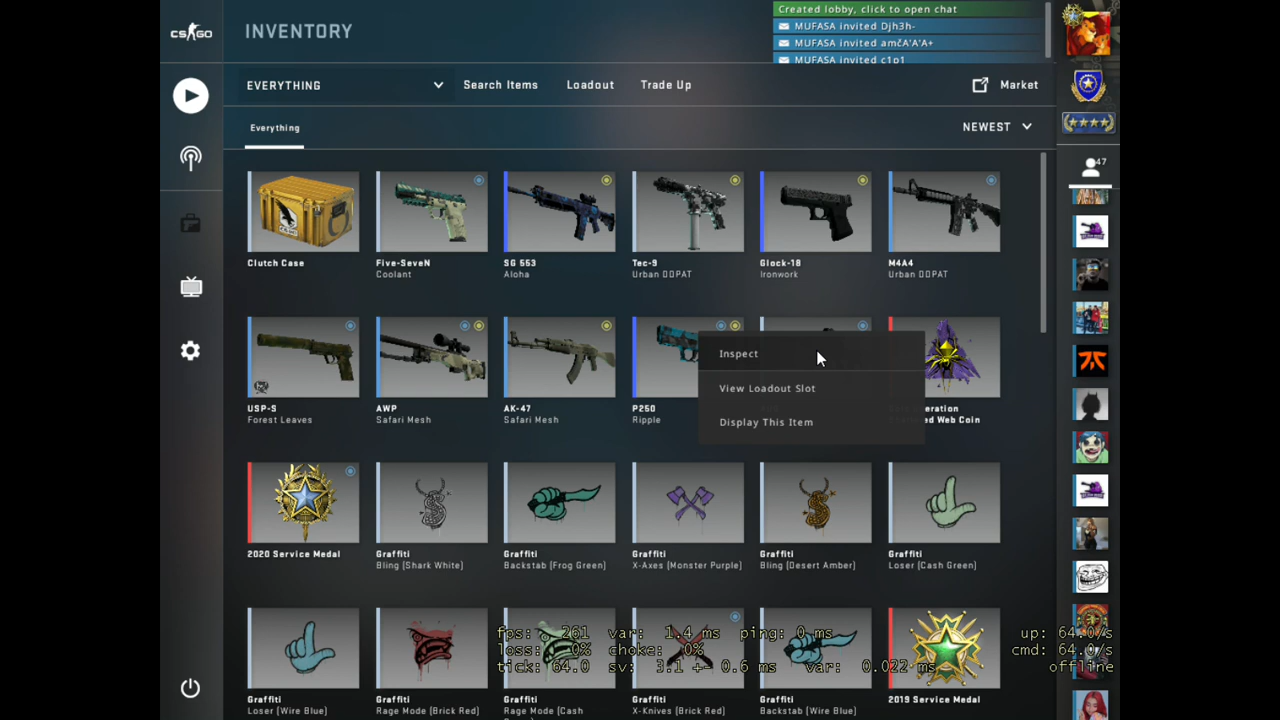 CS:GO
INVENTORY
Created lobby, click to open chat
MUFASA invited Djh3h-
MUFASA invited amčA'A'A+
MUFASA invited c1p1
EVERYTHING
Search Items
Loadout
Trade Up
Market
Everything
NEWEST
47
Clutch Case
Five-SeveN
Coolant
SG 553
Aloha
Tec-9
Urban DDPAT
Glock-18
Ironwork
M4A4
Urban DDPAT
USP-S
Forest Leaves
AWP
Safari Mesh
AK-47
Safari Mesh
P250
Ripple
Inspect
View Loadout Slot
Display This Item
Web Coin
2020 Service Medal
Graffiti
Bling (Shark White)
Graffiti
Backstab (Frog Green)
Graffiti
X-Axes (Monster Purple)
Graffiti
Bling (Desert Amber)
Graffiti
Loser (Cash Green)
Graffiti
Loser (Wire Blue)
Graffiti
Rage Mode (Brick Red)
Graffiti
Rage Mode (Cash
Graffiti
X-Knives (Brick Red)
Graffiti
Backstab (Wire Blue)
2019 Service Medal
fps: 261 var: 1.4 ms ping: 0 ms
loss: 0% choke: 0%
tick: 64.0 sv: 3.1 +- 0.6 ms var: 0.022 ms
up: 64.0/s
cmd: 64.0/s
offline